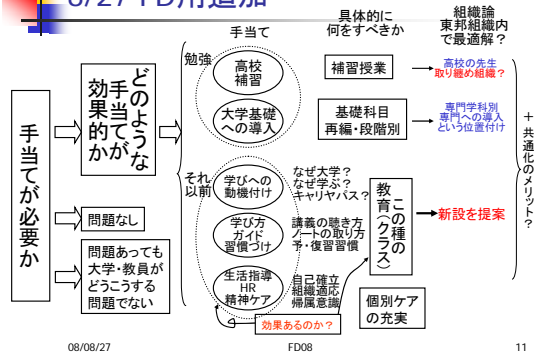 8/27 FD用追加
手当て
具体的に
何をすべきか
組織論
東邦組織内
で最適解？
手当てが必要か
どのような
手当てが
効果的か
問題なし
問題あっても
大学・教員が
どうこうする
問題でない
勉強
高校
補習
大学基礎
への導入
それ
以前
学びへの
動機付け
学び方
ガイド
習慣づけ
生活指導
HR
精神ケア
補習授業
基礎科目
再編・段階別
なぜ大学？
なぜ学ぶ？
キャリヤパス？
講義の聴き方
ノートの取り方
予・復習習慣
自己確立
組織適応
帰属意識
効果あるのか？
この種の
教育（クラス）
個別ケア
の充実
高校の先生
取り継め組織？
専門学科別
専門への導入
という位置付け
新設を提案
＋共通化のメリット？
08/08/27
FD08
11